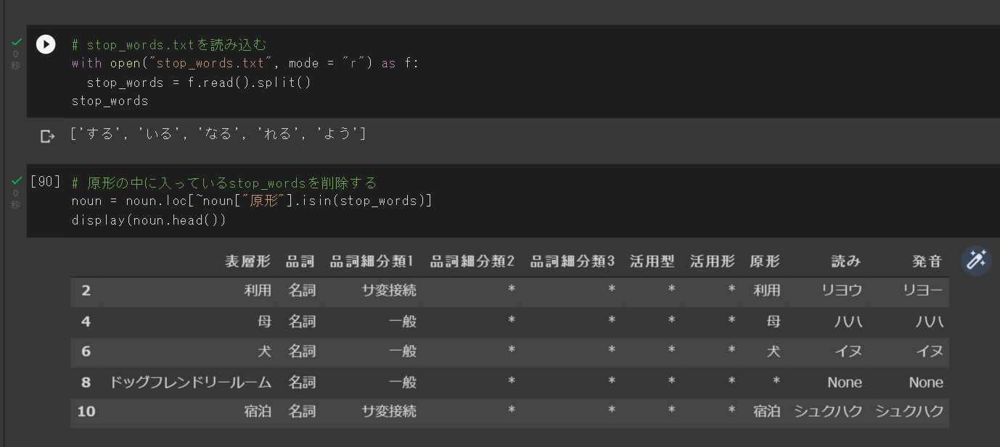 # stop_words.txtを読み込む
with open("stop_words.txt", mode = "r") as f:
  stop_words = f.read().split()
stop_words
0
秒
['する', 'いる', 'なる', 'れる', 'よう']
[90] # 原形の中に入っているstop_wordsを削除する
noun = noun.loc[~noun["原形"].isin(stop_words)]
display(noun.head())
0
秒
表層形 品詞 品詞細分類1 品詞細分類2 品詞細分類3 活用型 活用形 原形 読み 発音
2 利用 名詞 サ変接続 * * * * 利用 リヨウ リヨー
4 母 名詞 一般 * * * * 母 ハハ ハハ
6 犬 名詞 一般 * * * * 犬 イヌ イヌ
8 ドッグフレンドリールーム 名詞 一般 * * * * * None None
10 宿泊 名詞 サ変接続 * * * * 宿泊 シュクハク シュクハク